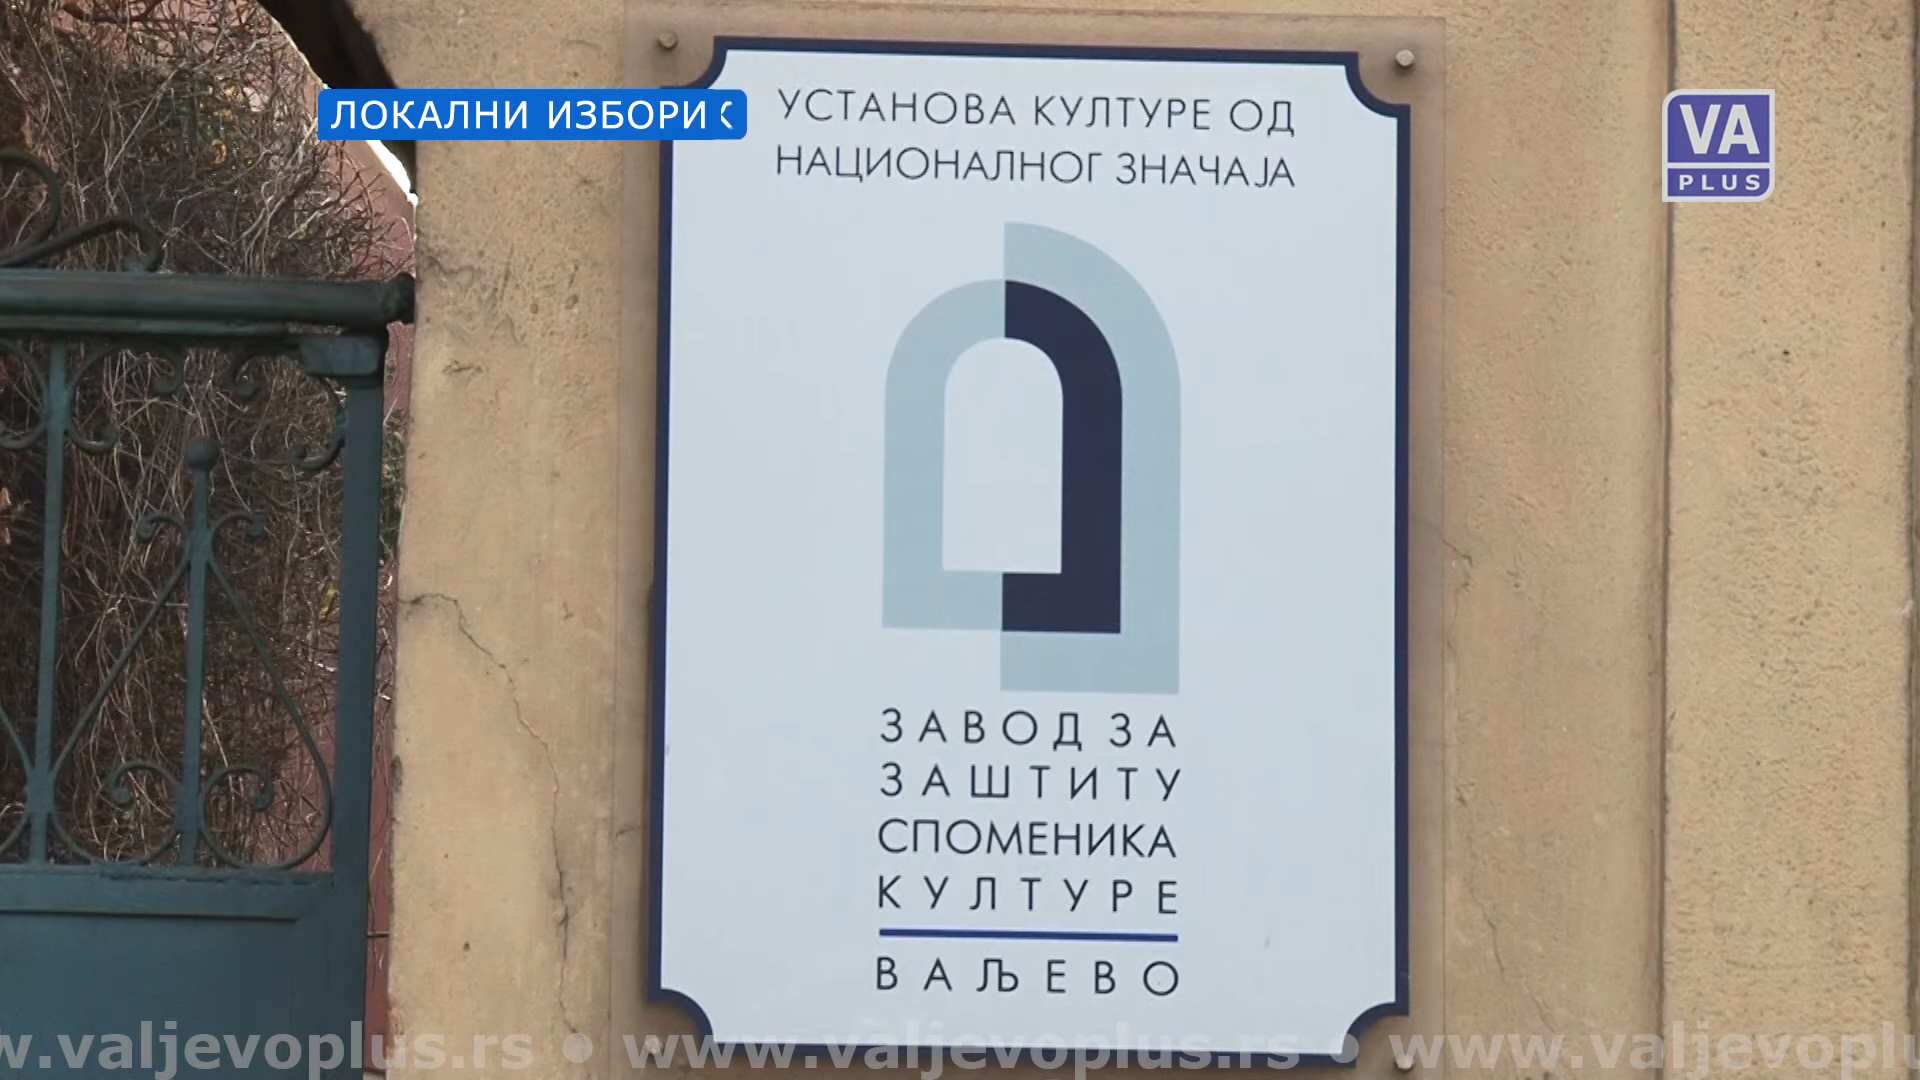 ЛОКАЛНИ ИЗБОРИ
УСТАНОВА КУЛТУРЕ ОД
НАЦИОНАЛНОГ ЗНАЧАЈА
VA
PLUS
ЗАВОД ЗА
ЗАШТИТУ
СПОМЕНИКА
КУЛТУРЕ
ВАЉЕВО
w.valjevoplus.rs • www.valjevoplus.rs • www.valjevoplu